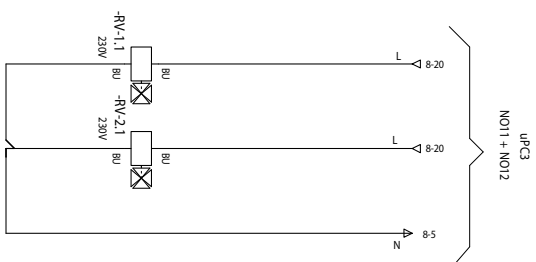 -RV-1.1
230V
BU
BU
L
8-20
-RV-2.1
230V
BU
BU
L
8-20
N
8-5
uPC3
NO11 + NO12